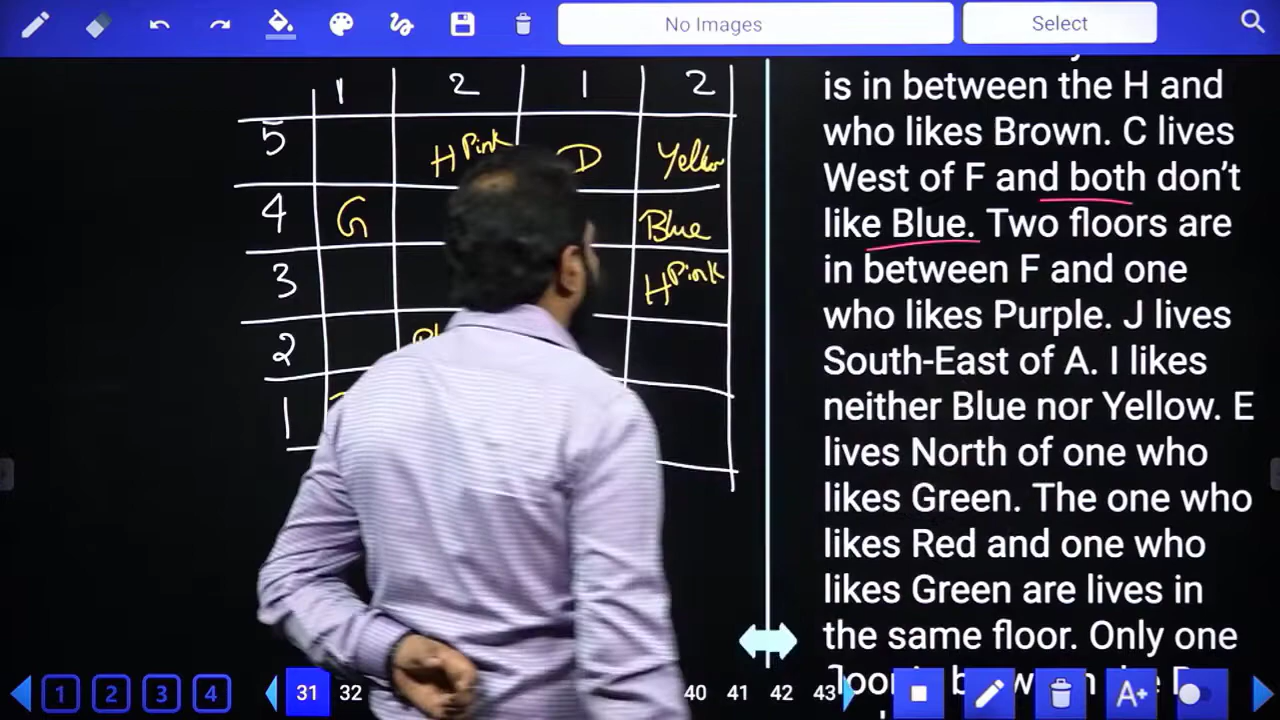 No Images
Select
1 2 1 2
5 H Pink D Yellow
4 G Blue
3 H Pink
2
1
is in between the H and
who likes Brown. C lives
West of F and both don't
like Blue. Two floors are
in between F and one
who likes Purple. J lives
South-East of A. I likes
neither Blue nor Yellow. E
lives North of one who
likes Green. The one who
likes Red and one who
likes Green are lives in
the same floor. Only one
1 2 3 4 31 32 40 41 42 43
A+